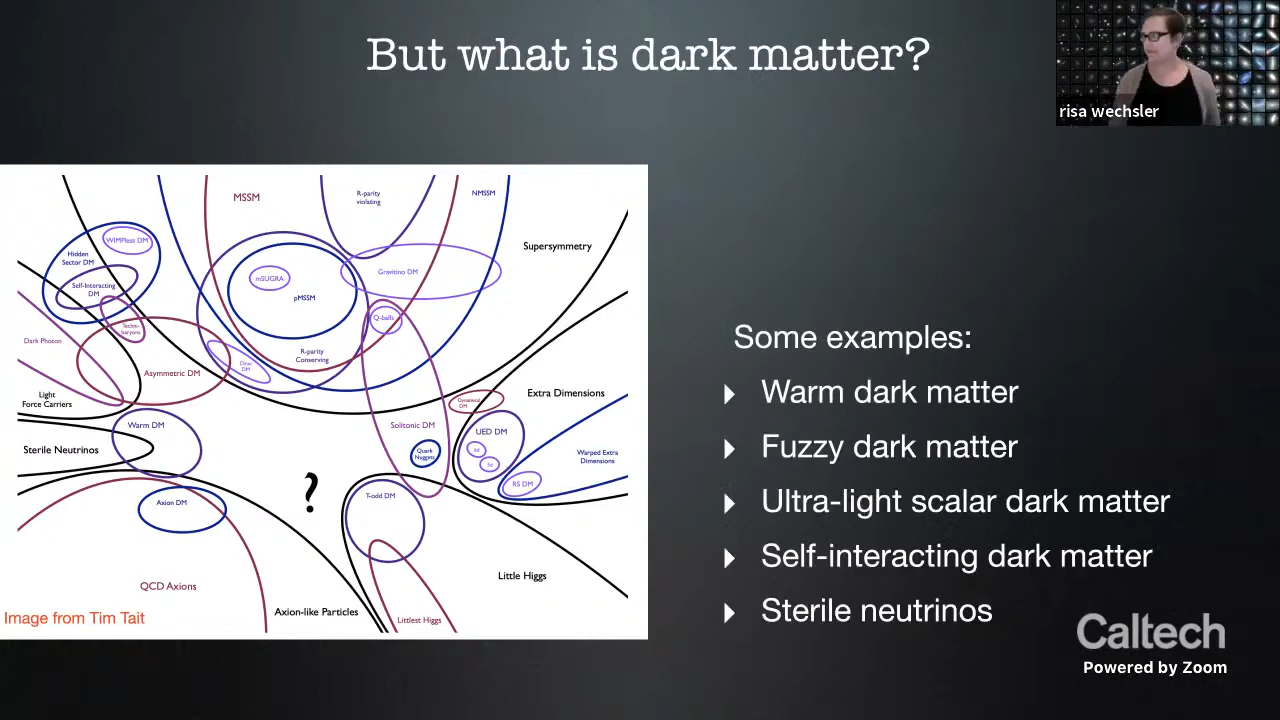 But what is dark matter?
risa wechsler
MSSM
R-parity
violating
NMSSM
Supersymmetry
WIMPless DM
Hidden
Sector DM
Self-Interacting
DM
mSUGRA
pMSSM
Gravitino DM
Q-balls
Techni-
baryons
Dark Photon
R-parity
Conserving
Dirac
DM
Asymmetric DM
Light
Force Carriers
Extra Dimensions
Dynamical
DM
Warm DM
Solitonic DM
UED DM
Sterile Neutrinos
Quark
Nuggets
6d
5d
Warped Extra
Dimensions
RS DM
Axion DM
?
T-odd DM
Little Higgs
QCD Axions
Axion-like Particles
Littlest Higgs
Image from Tim Tait
Some examples:
Warm dark matter
Fuzzy dark matter
Ultra-light scalar dark matter
Self-interacting dark matter
Sterile neutrinos
Caltech
Powered by Zoom